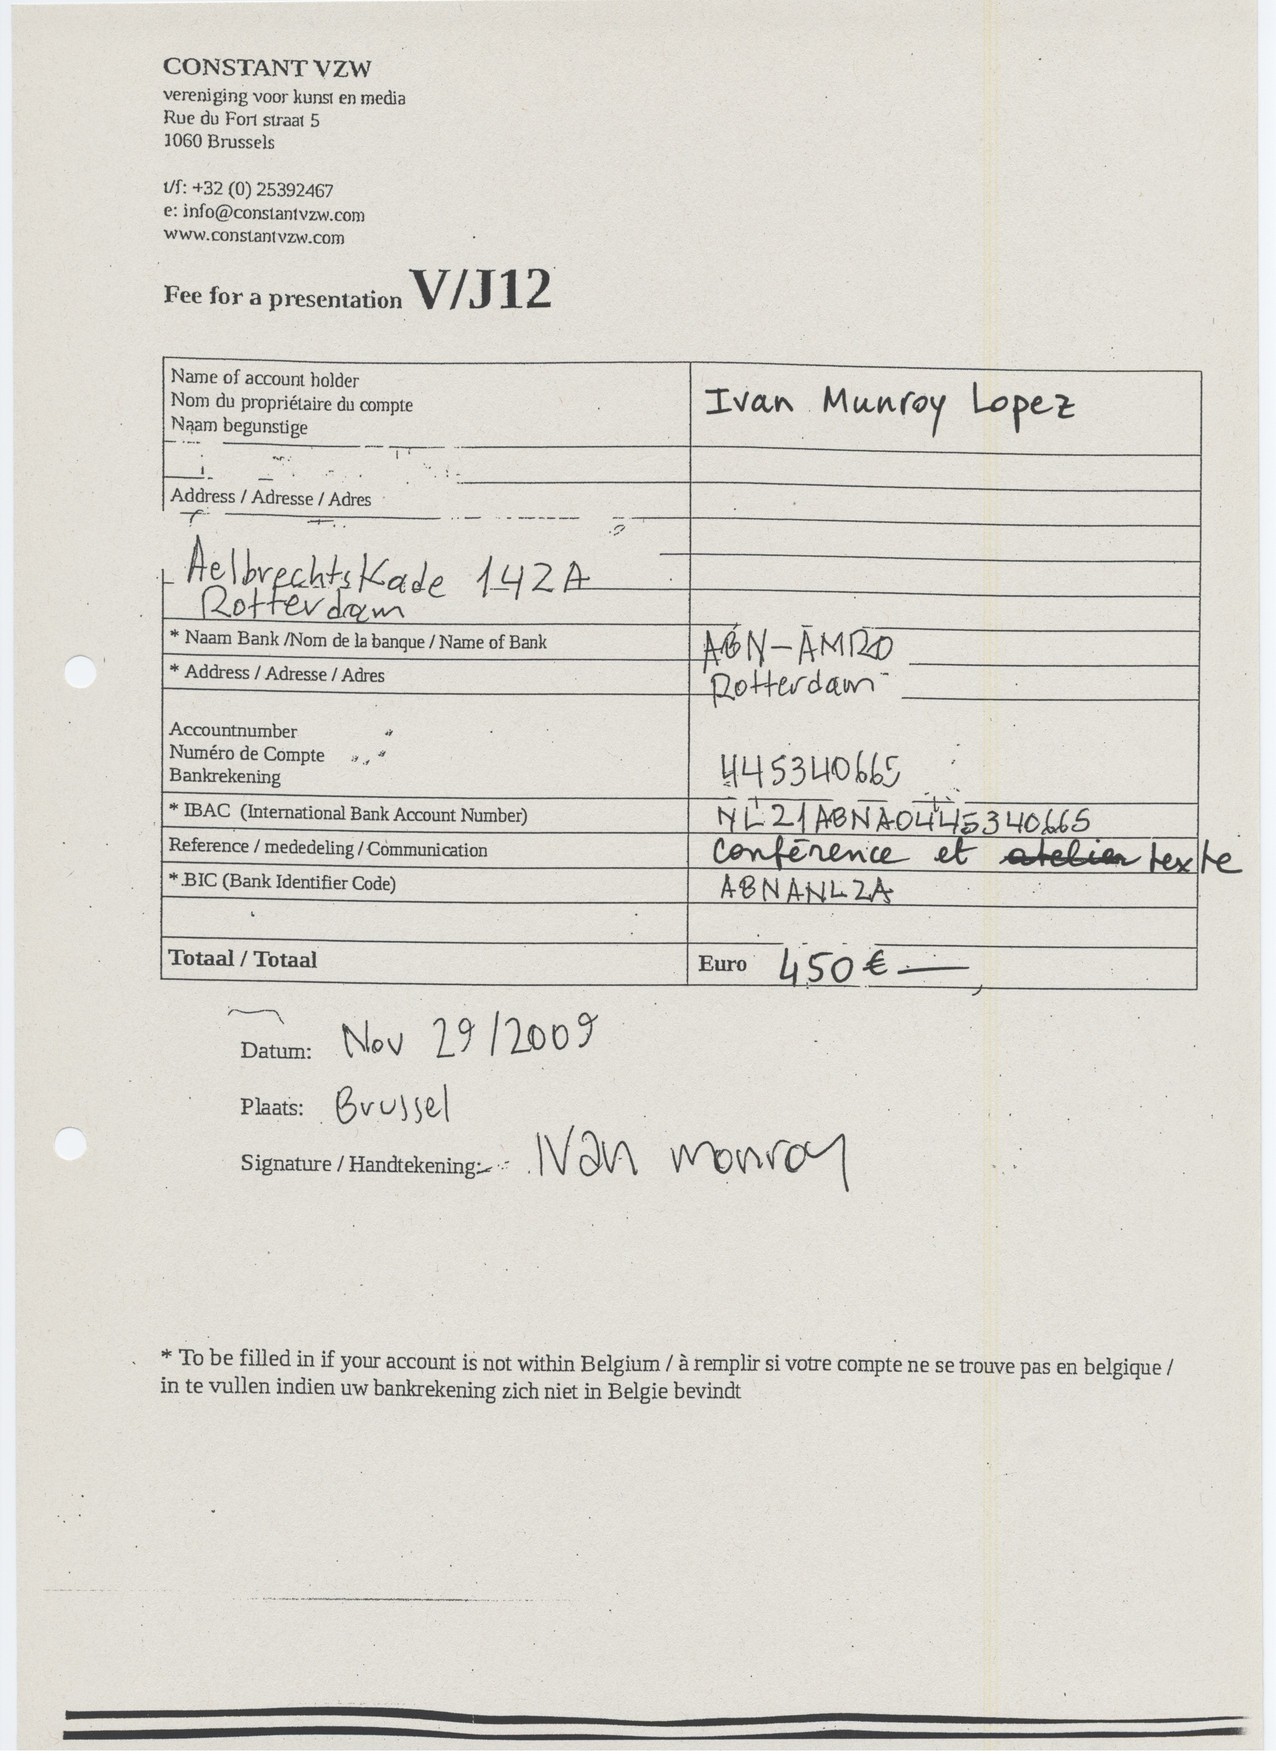 CONSTANT VZW
vereniging voor kunst en media
Rue du Fort straat 5
1060 Brussels
t/f: +32 (0) 25392467
e: info@constantvzw.com
www.constantvzw.com
Fee for a presentation V/J12
Name of account holder
Nom du propriétaire du compte
Naam begunstige
Ivan Munroy Lopez
Address / Adresse / Adres
Aelbrechtskade 142A
Rotterdam
* Naam Bank /Nom de la banque / Name of Bank ABN-AMRO
* Address / Adresse / Adres Rotterdam
Accountnumber
Numéro de Compte
Bankrekening
445340665
* IBAC (International Bank Account Number) NL21ABNA0445340665
Reference / mededeling / Communication Conférence et atelier texte
* BIC (Bank Identifier Code) ABNANL2A
Totaal / Totaal Euro 450 €
Datum: Nov 29/2009
Plaats: Brussel
Signature / Handtekening: Ivan monroy
* To be filled in if your account is not within Belgium / à remplir si votre compte ne se trouve pas en belgique /
in te vullen indien uw bankrekening zich niet in Belgie bevindt